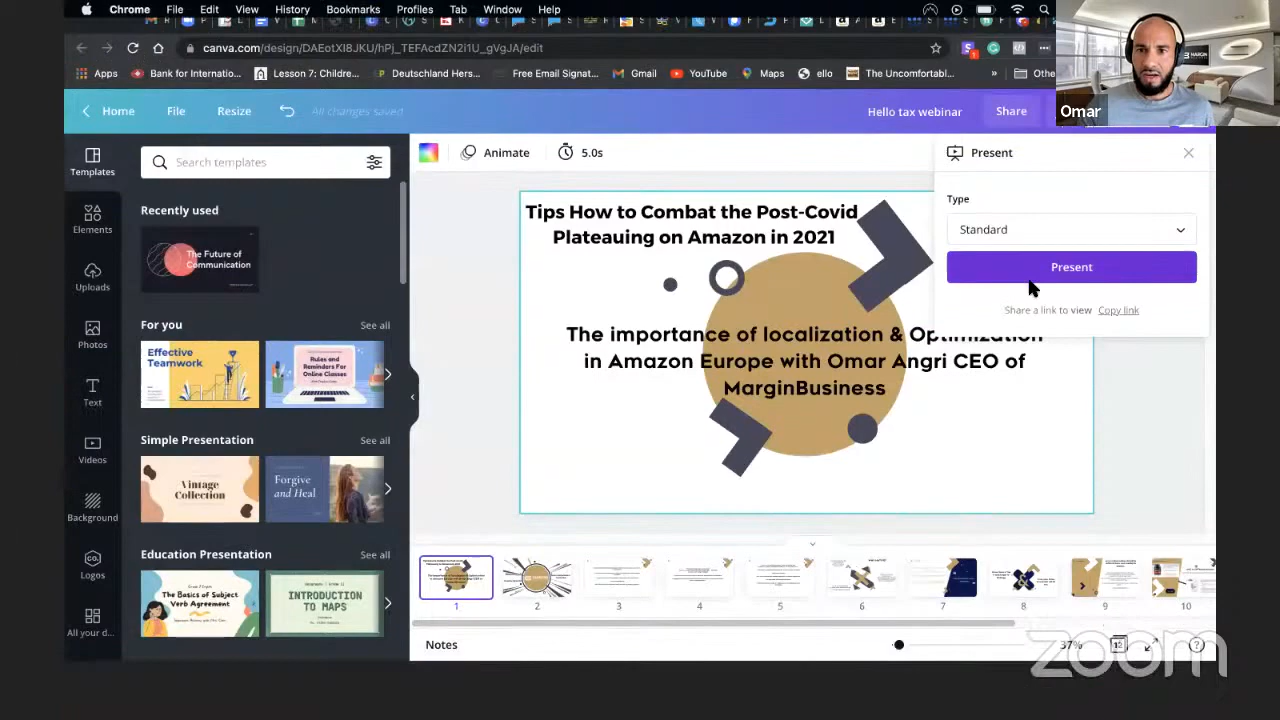 Chrome File Edit View History Bookmarks Profiles Tab Window Help
canva.com/design/DAEotXI8JKU/hPj_TEFAcdZN2i1U_gVgJA/edit
Apps Bank for Internatio... Lesson 7: Childre... Deutschland Hers... Free Email Signat... Gmail YouTube Maps ello The Uncomfortabl... » Othe
Omar
Home File Resize All changes saved Hello tax webinar Share
Templates
Elements
Uploads
Photos
Text
Videos
Background
CO.
Logos
All your d...
Search templates
Recently used
The Future of
Communication
For you See all
Effective
Teamwork
Rules and
Reminders For
Online Classes
Simple Presentation See all
Vintage
Collection
Forgive
and Heal
Education Presentation See all
The Basics of Subject
Verb Agreement
INTRODUCTION
TO MAPS
Animate 5.0s
Tips How to Combat the Post-Covid
Plateauing on Amazon in 2021
The importance of localization & Optimization
in Amazon Europe with Omar Angri CEO of
MarginBusiness
Present
Type
Standard
Present
Share a link to view Copy link
1 2 3 4 5 6 7 8 9 10
Notes 37% 12 ?
zoom